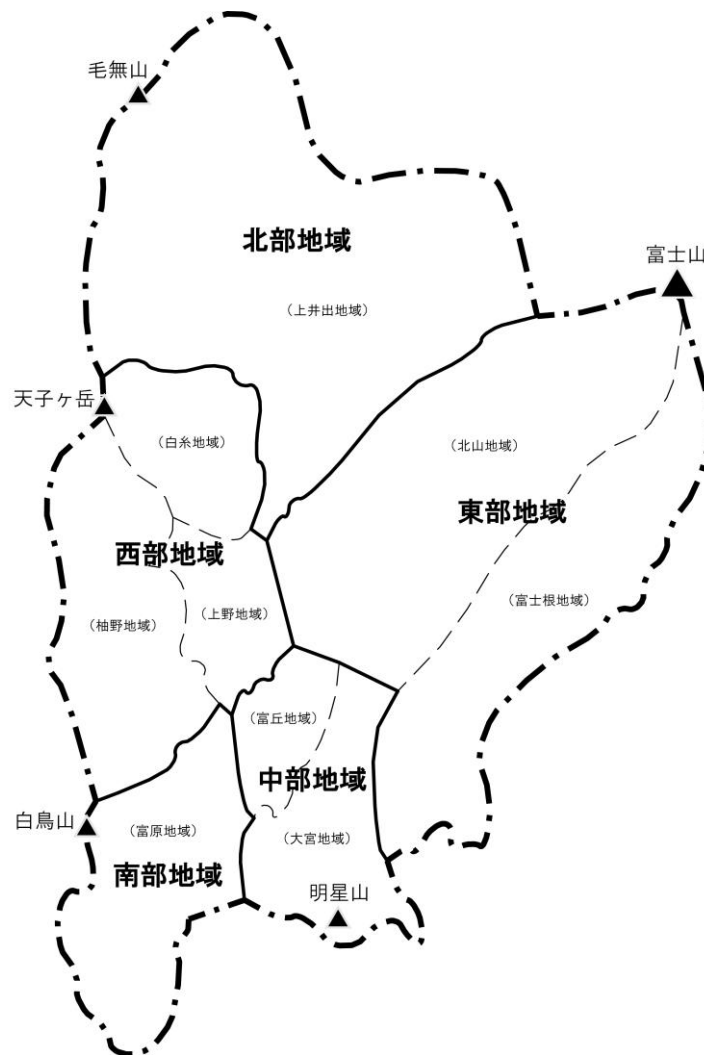 毛無山
北部地域
富士山
（上井出地域）
天子ヶ岳
（白糸地域）
（北山地域）
東部地域
西部地域
（富士根地域）
（上野地域）
（柚野地域）
（富丘地域）
中部地域
白鳥山
（富原地域）
（大宮地域）
南部地域
明星山